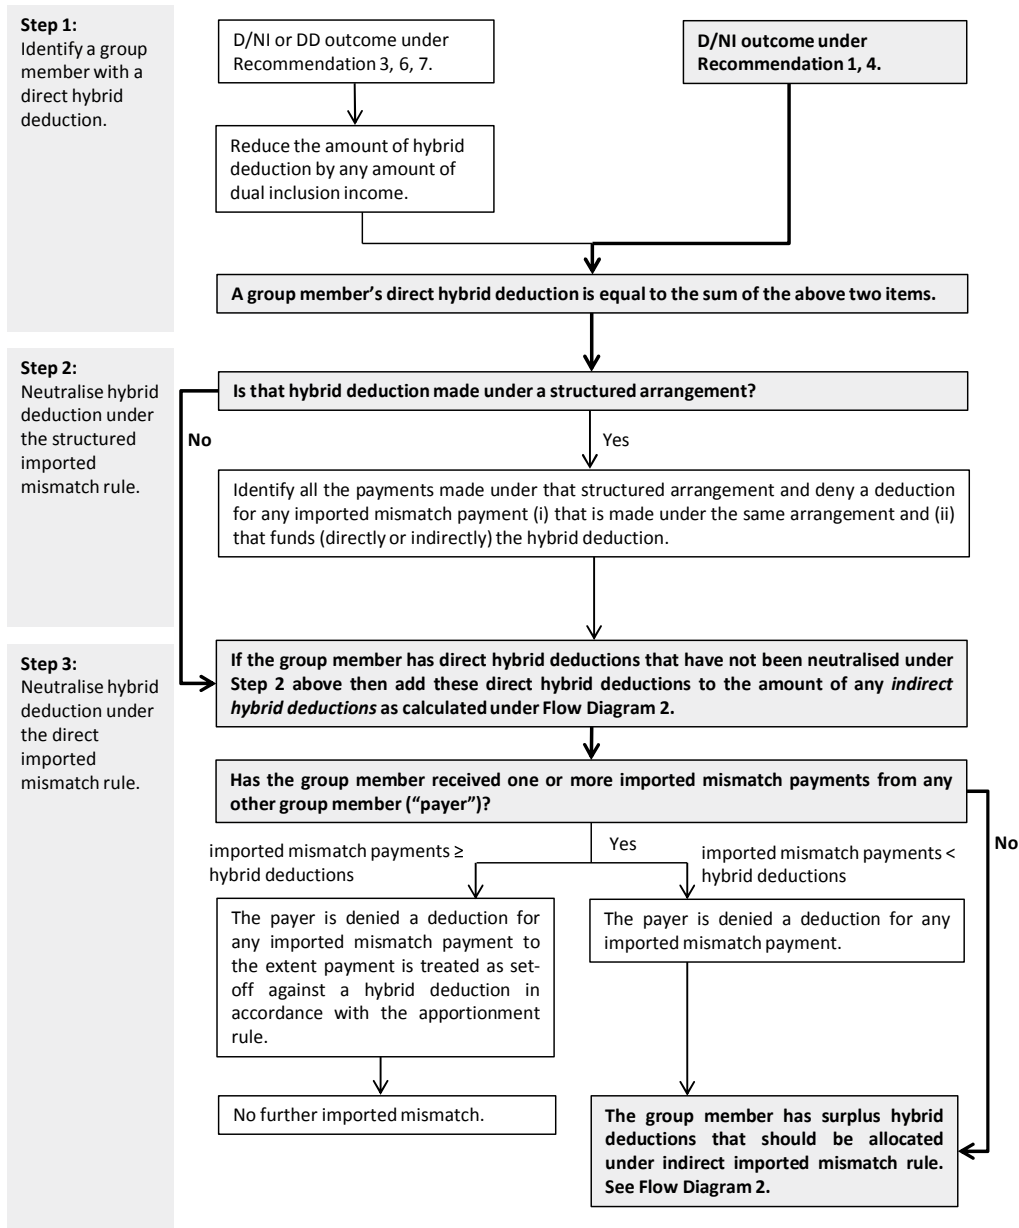 Step 1:
Identify a group
member with a
direct hybrid
deduction.
D/NI or DD outcome under
Recommendation 3, 6, 7.
D/NI outcome under
Recommendation 1, 4.
Reduce the amount of hybrid
deduction by any amount of
dual inclusion income.
A group member's direct hybrid deduction is equal to the sum of the above two items.
Step 2:
Neutralise hybrid
deduction under
the structured
imported
mismatch rule.
Is that hybrid deduction made under a structured arrangement?
No
Yes
Identify all the payments made under that structured arrangement and deny a deduction
for any imported mismatch payment (i) that is made under the same arrangement and (ii)
that funds (directly or indirectly) the hybrid deduction.
Step 3:
Neutralise hybrid
deduction under
the direct
imported
mismatch rule.
If the group member has direct hybrid deductions that have not been neutralised under
Step 2 above then add these direct hybrid deductions to the amount of any indirect
hybrid deductions as calculated under Flow Diagram 2.
Has the group member received one or more imported mismatch payments from any
other group member ("payer")?
Yes
No
imported mismatch payments ≥
hybrid deductions
imported mismatch payments <
hybrid deductions
The payer is denied a deduction for
any imported mismatch payment to
the extent payment is treated as set-
off against a hybrid deduction in
accordance with the apportionment
rule.
The payer is denied a deduction for any
imported mismatch payment.
No further imported mismatch.
The group member has surplus hybrid
deductions that should be allocated
under indirect imported mismatch rule.
See Flow Diagram 2.